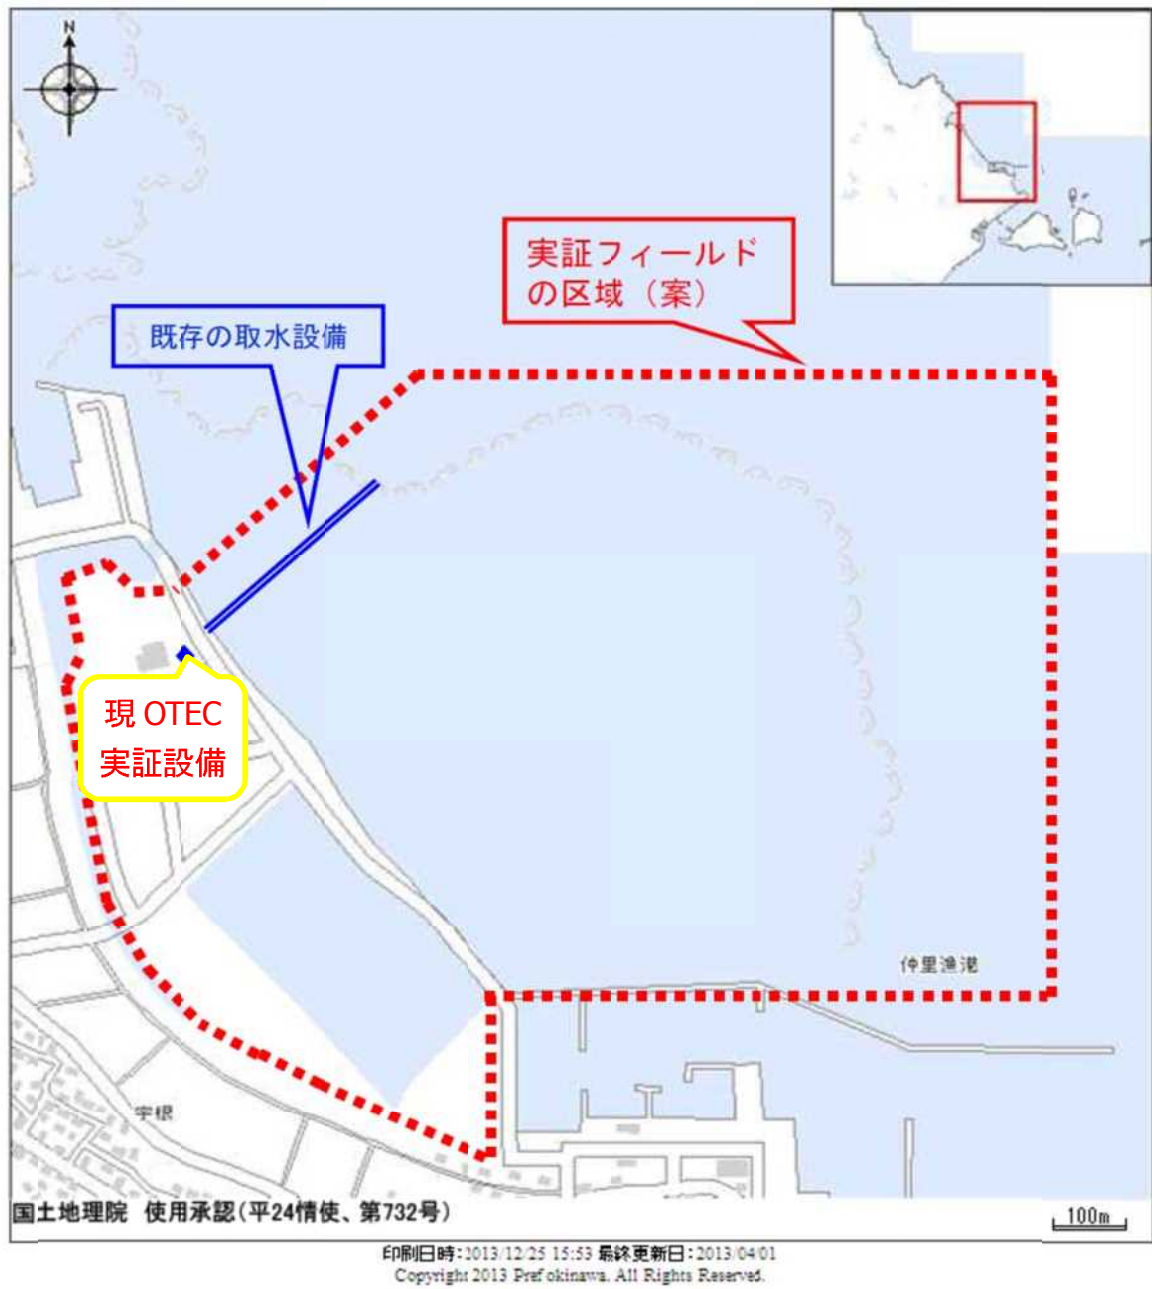 N
実証フィールド
の区域（案）
既存の取水設備
現 OTEC
実証設備
仲里漁港
宇根
国土地理院　使用承認(平24情使、第732号)
100m
印刷日時:2013/12/25 15:53 最終更新日:2013/04/01
Copyright 2013 Pref okinawa. All Rights Reserved.